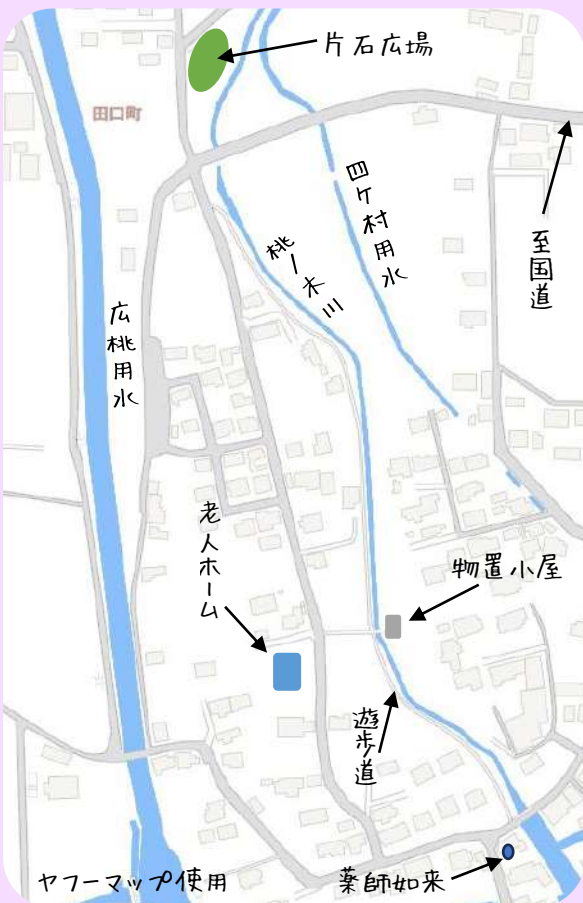 片石広場
田口町
四ケ村用水
至国道
桃ノ木川
広桃用水
老人ホーム
物置小屋
遊歩道
ヤフーマップ使用
薬師如来